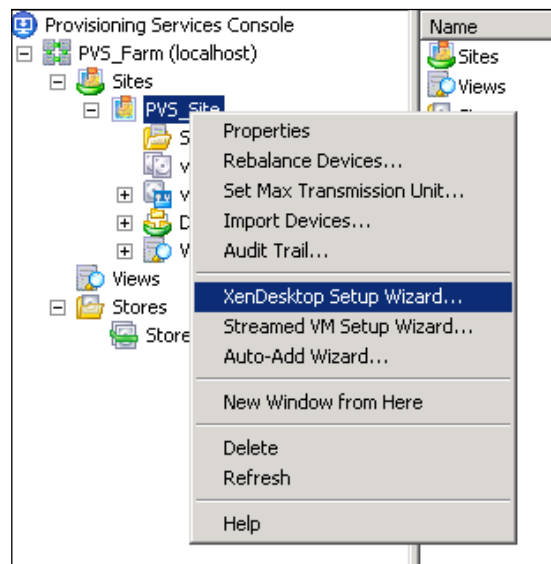 Provisioning Services Console
PVS_Farm (localhost)
Sites
PVS_Site
S
v
v
D
V
Views
Stores
Store
Name
Sites
Views
Properties
Rebalance Devices...
Set Max Transmission Unit...
Import Devices...
Audit Trail...
XenDesktop Setup Wizard...
Streamed VM Setup Wizard...
Auto-Add Wizard...
New Window from Here
Delete
Refresh
Help